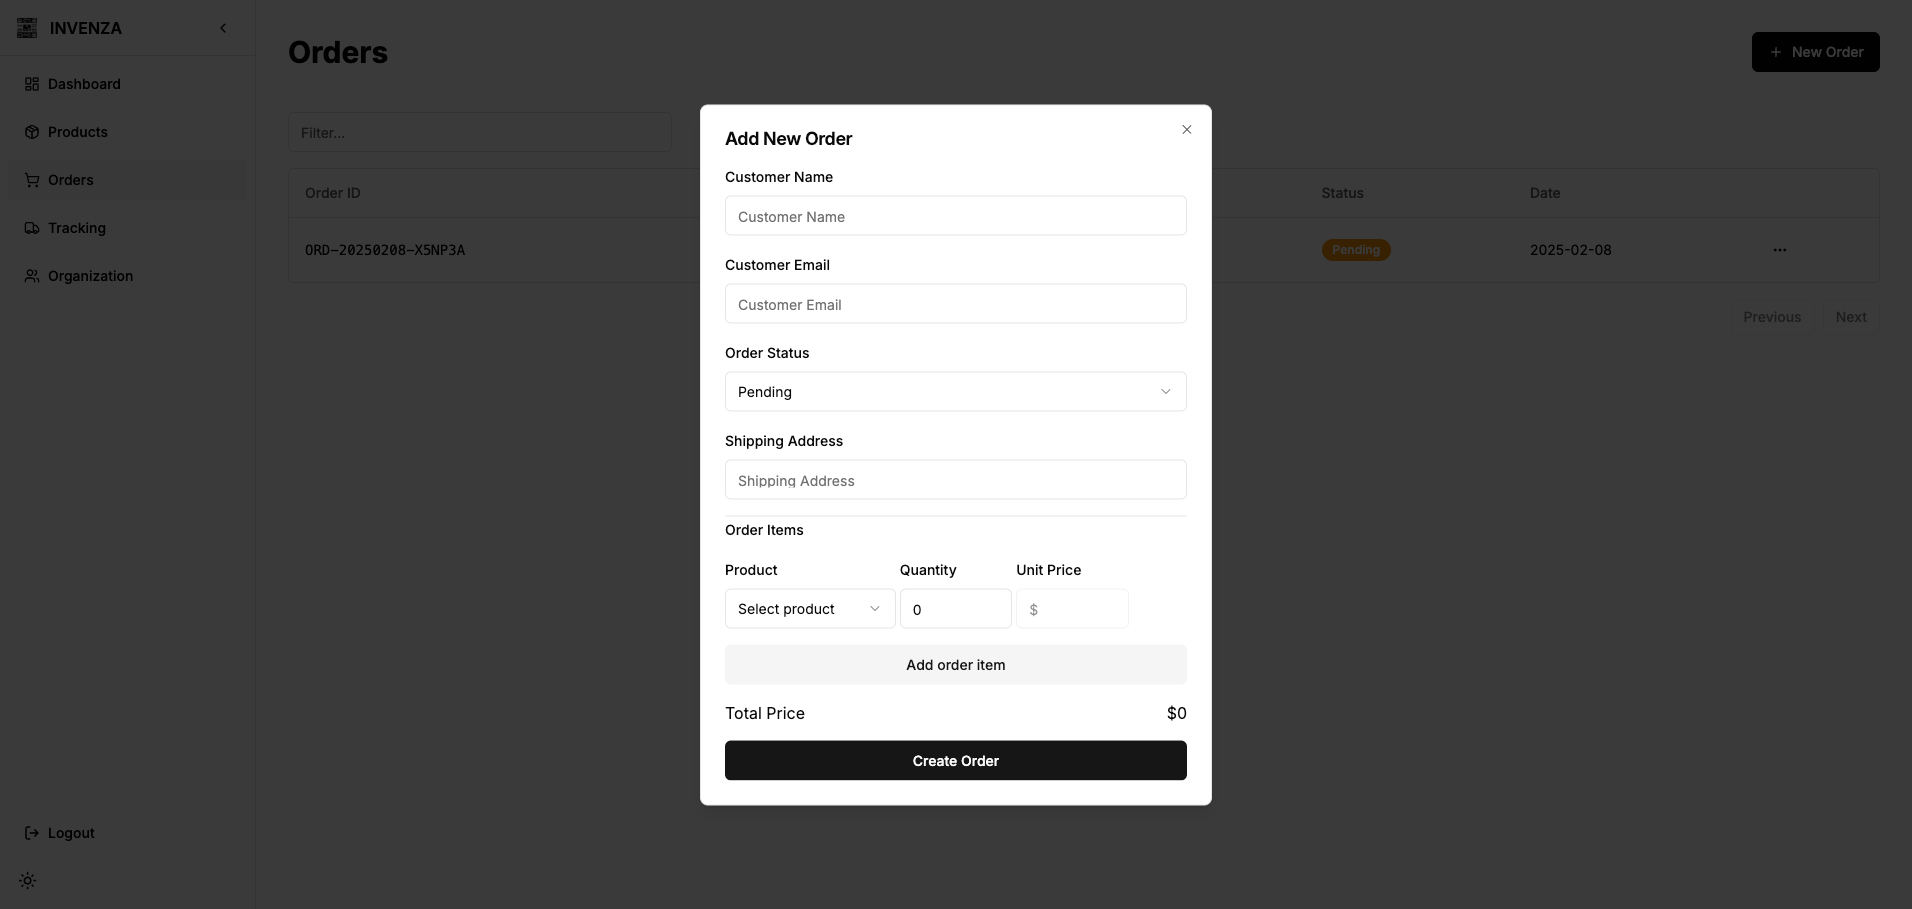 INVENZA
Dashboard
Products
Orders
Tracking
Organization
Logout
Orders
New Order
Filter...
Order ID
Status
Date
ORD-20250208-X5NP3A
Pending
2025-02-08
Previous
Next
Add New Order
Customer Name
Customer Name
Customer Email
Customer Email
Order Status
Pending
Shipping Address
Shipping Address
Order Items
Product
Quantity
Unit Price
Select product
0
$
Add order item
Total Price
$0
Create Order